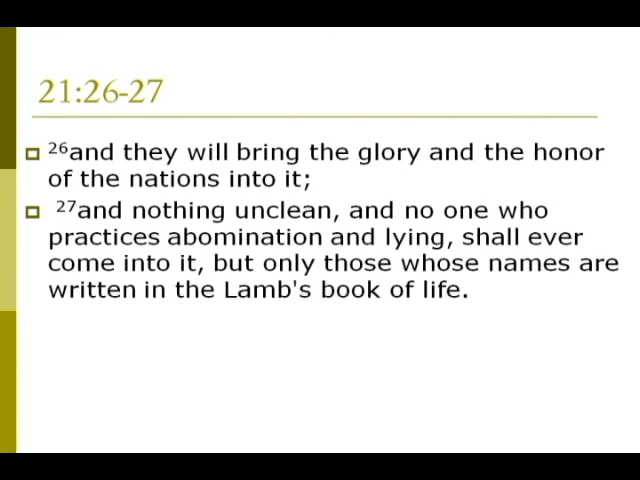 21:26-27
26and they will bring the glory and the honor
of the nations into it;
27and nothing unclean, and no one who
practices abomination and lying, shall ever
come into it, but only those whose names are
written in the Lamb's book of life.